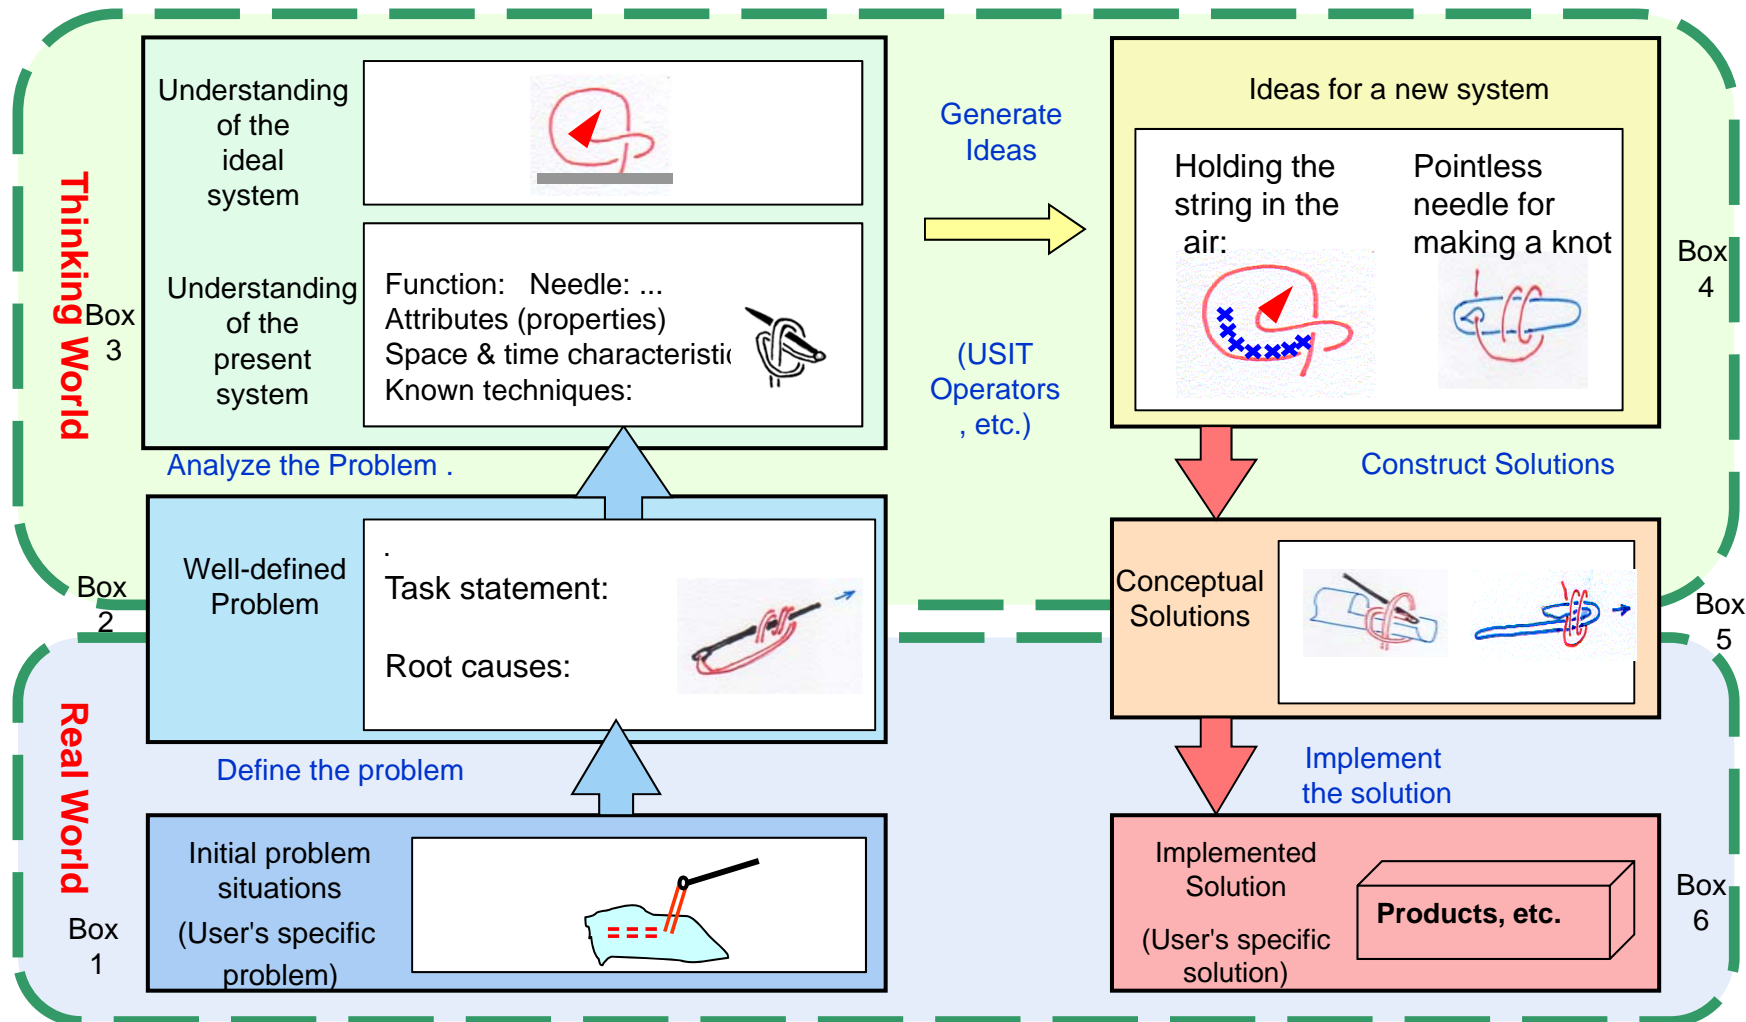 Thinking World
Real World
Understanding
of the
ideal
system
Understanding
of the
present
system
Box
3
Function:   Needle: ...
Attributes (properties)
Space & time characteristic
Known techniques:
Analyze the Problem .
Well-defined
Problem
.
Task statement:
Root causes:
Box
2
Define the problem
Initial problem
situations
(User's specific
problem)
Box
1
Generate
Ideas
(USIT
Operators
, etc.)
Ideas for a new system
Holding the
string in the
air:
Pointless
needle for
making a knot
Box
4
Construct Solutions
Conceptual
Solutions
Box
5
Implement
the solution
Implemented
Solution
(User's specific
solution)
Products, etc.
Box
6